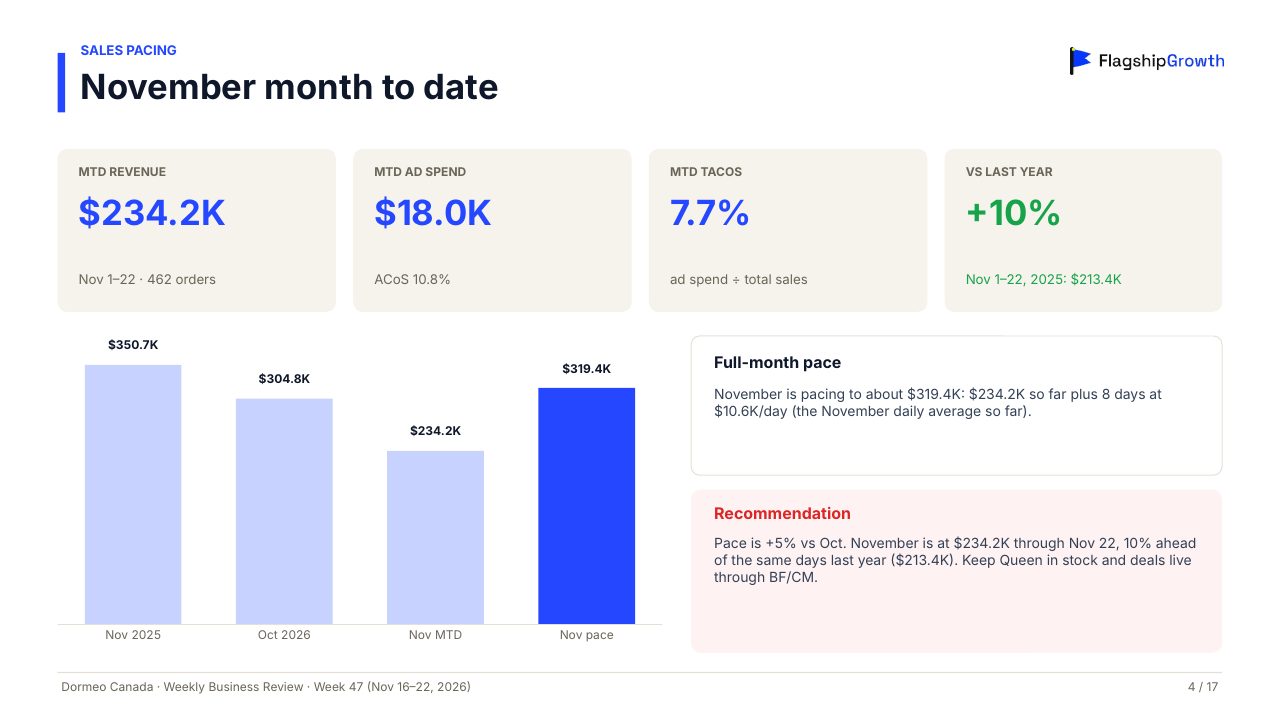 SALES PACING
November month to date
FlagshipGrowth
MTD REVENUE
$234.2K
Nov 1–22 · 462 orders
MTD AD SPEND
$18.0K
ACoS 10.8%
MTD TACOS
7.7%
ad spend ÷ total sales
VS LAST YEAR
+10%
Nov 1–22, 2025: $213.4K
$350.7K
$304.8K
$234.2K
$319.4K
Nov 2025
Oct 2026
Nov MTD
Nov pace
Full-month pace
November is pacing to about $319.4K: $234.2K so far plus 8 days at
$10.6K/day (the November daily average so far).
Recommendation
Pace is +5% vs Oct. November is at $234.2K through Nov 22, 10% ahead
of the same days last year ($213.4K). Keep Queen in stock and deals live
through BF/CM.
Dormeo Canada · Weekly Business Review · Week 47 (Nov 16–22, 2026)
4 / 17